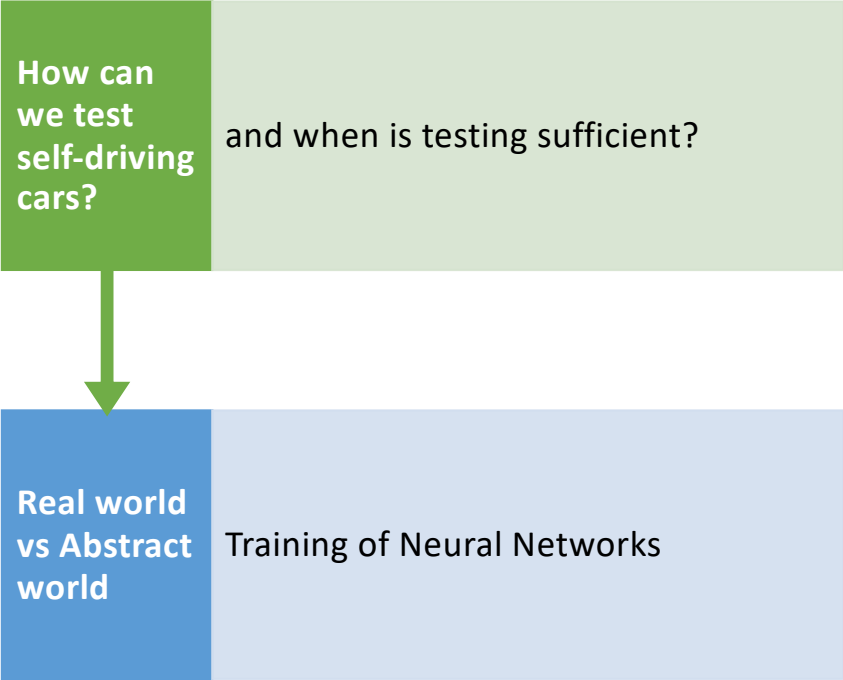 How can
we test
self-driving
cars?
and when is testing sufficient?
Real world
vs Abstract
world
Training of Neural Networks